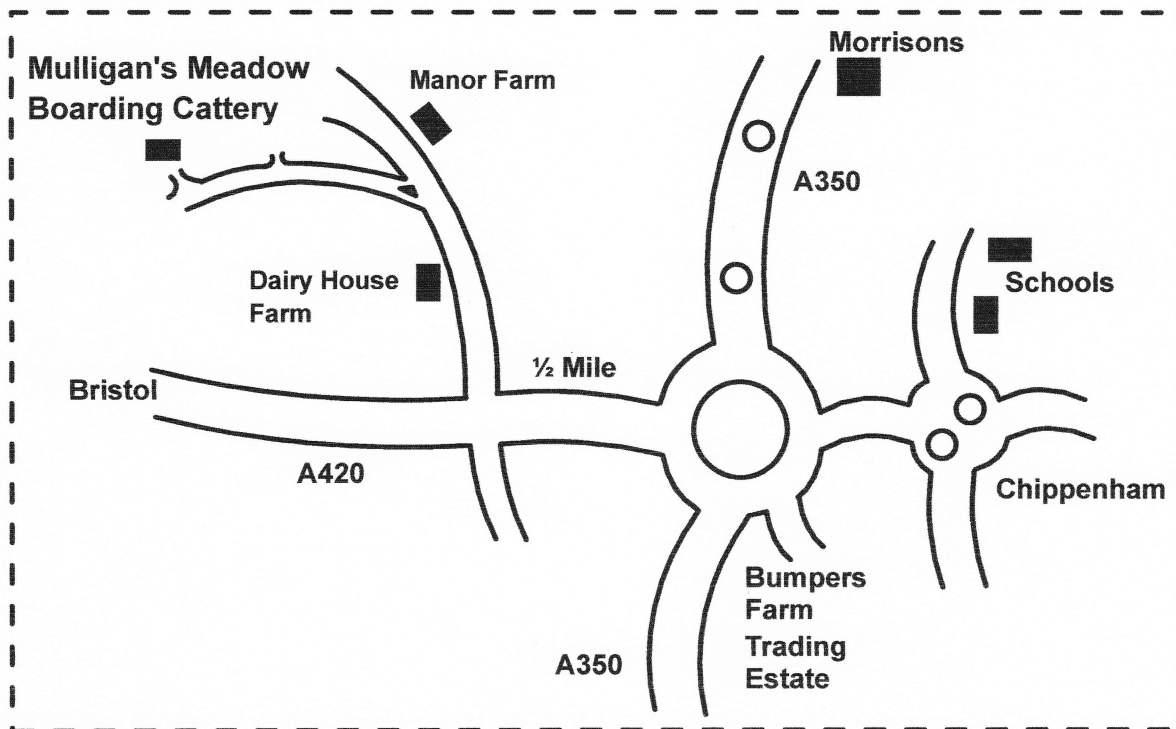 Mulligan's Meadow
Boarding Cattery
Manor Farm
Morrisons
A350
Dairy House
Farm
Schools
½ Mile
Bristol
A420
Chippenham
Bumpers
Farm
Trading
Estate
A350